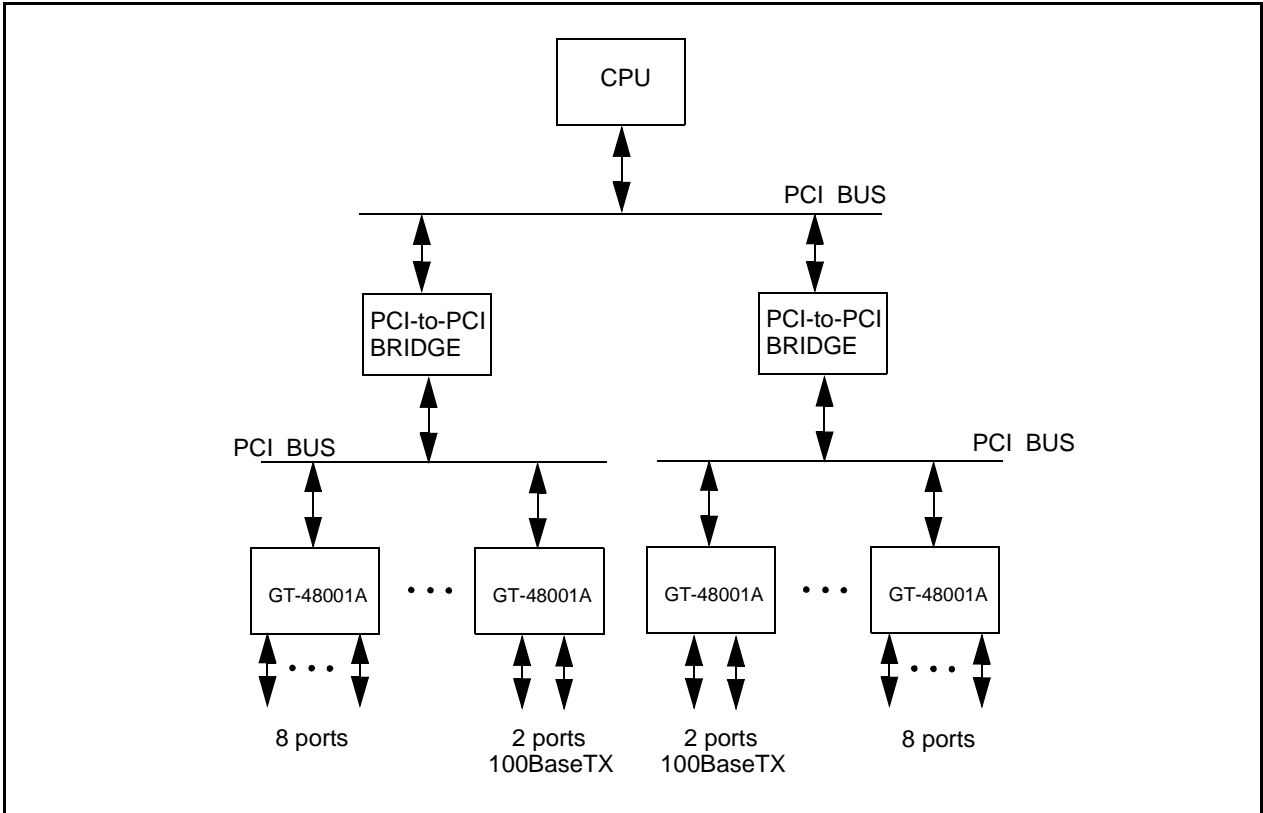 CPU
PCI BUS
PCI-to-PCI
BRIDGE
PCI-to-PCI
BRIDGE
PCI BUS
PCI BUS
GT-48001A
GT-48001A
GT-48001A
GT-48001A
8 ports
2 ports
100BaseTX
2 ports
100BaseTX
8 ports